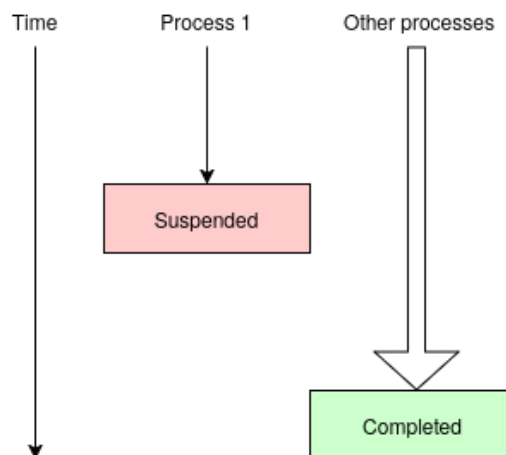 Time
Process 1
Other processes
Suspended
Completed